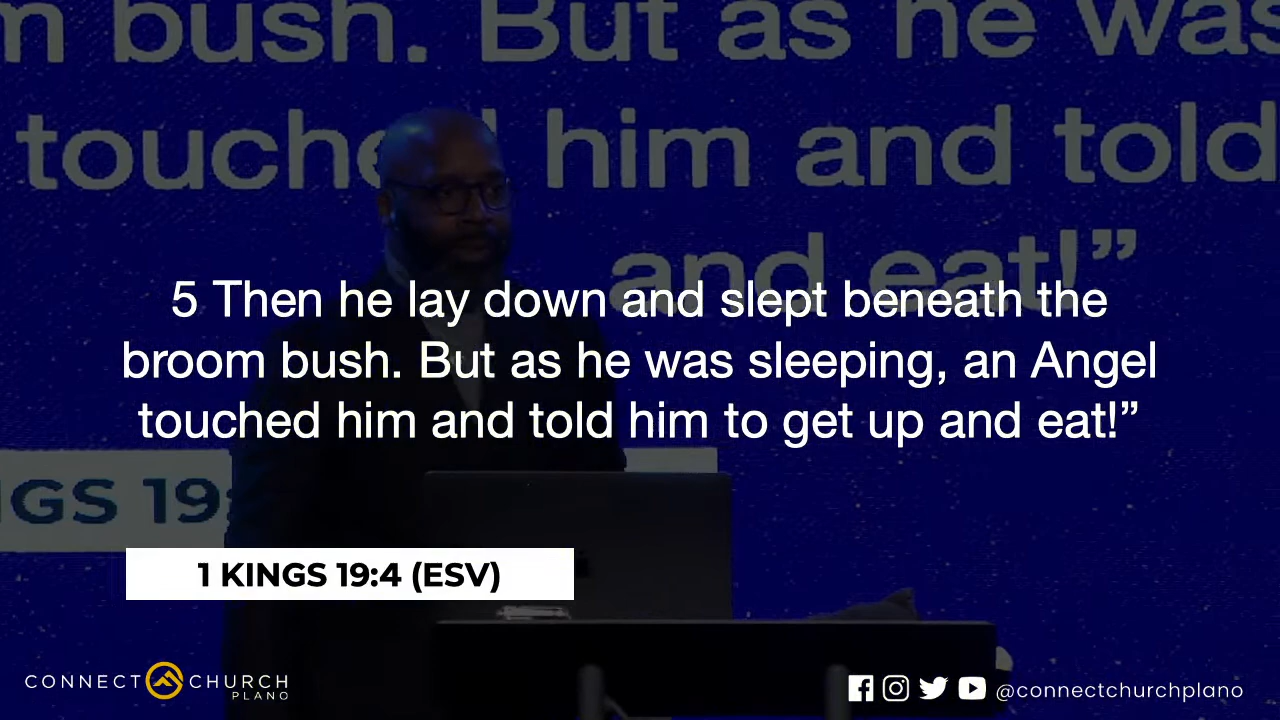 m bush. But as he was
touched him and told
and eat!”
5 Then he lay down and slept beneath the
broom bush. But as he was sleeping, an Angel
touched him and told him to get up and eat!”
NGS 19:
1 KINGS 19:4 (ESV)
CONNECT CHURCH
PLANO
@connectchurchplano